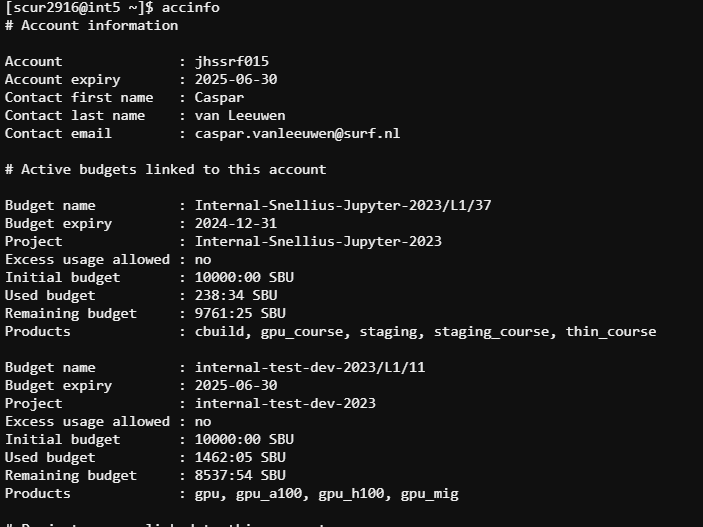 [scur2916@int5 ~]$ accinfo
# Account information
Account : jhssrf015
Account expiry : 2025-06-30
Contact first name : Caspar
Contact last name : van Leeuwen
Contact email : caspar.vanleeuwen@surf.nl
# Active budgets linked to this account
Budget name : Internal-Snellius-Jupyter-2023/L1/37
Budget expiry : 2024-12-31
Project : Internal-Snellius-Jupyter-2023
Excess usage allowed : no
Initial budget : 10000:00 SBU
Used budget : 238:34 SBU
Remaining budget : 9761:25 SBU
Products : cbuild, gpu_course, staging, staging_course, thin_course
Budget name : internal-test-dev-2023/L1/11
Budget expiry : 2025-06-30
Project : internal-test-dev-2023
Excess usage allowed : no
Initial budget : 10000:00 SBU
Used budget : 1462:05 SBU
Remaining budget : 8537:54 SBU
Products : gpu, gpu_a100, gpu_h100, gpu_mig